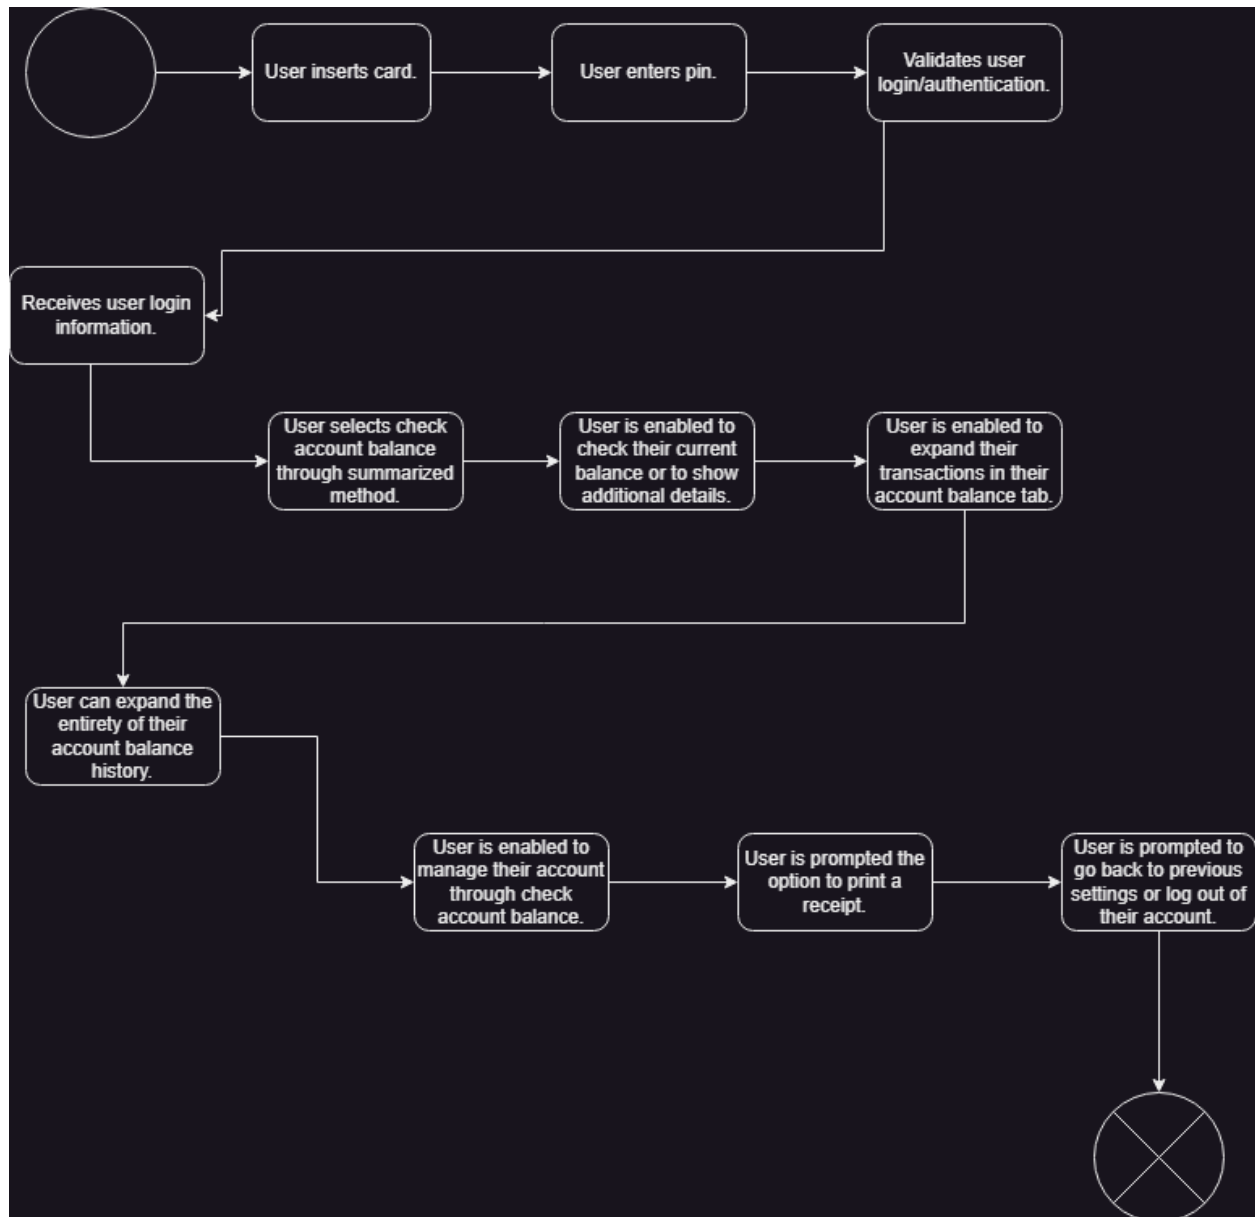 User inserts card.
User enters pin.
Validates user
login/authentication.
Receives user login
information.
User selects check
account balance
through summarized
method.
User is enabled to
check their current
balance or to show
additional details.
User is enabled to
expand their
transactions in their
account balance tab.
User can expand the
entirety of their
account balance
history.
User is enabled to
manage their account
through check
account balance.
User is prompted the
option to print a
receipt.
User is prompted to
go back to previous
settings or log out of
their account.